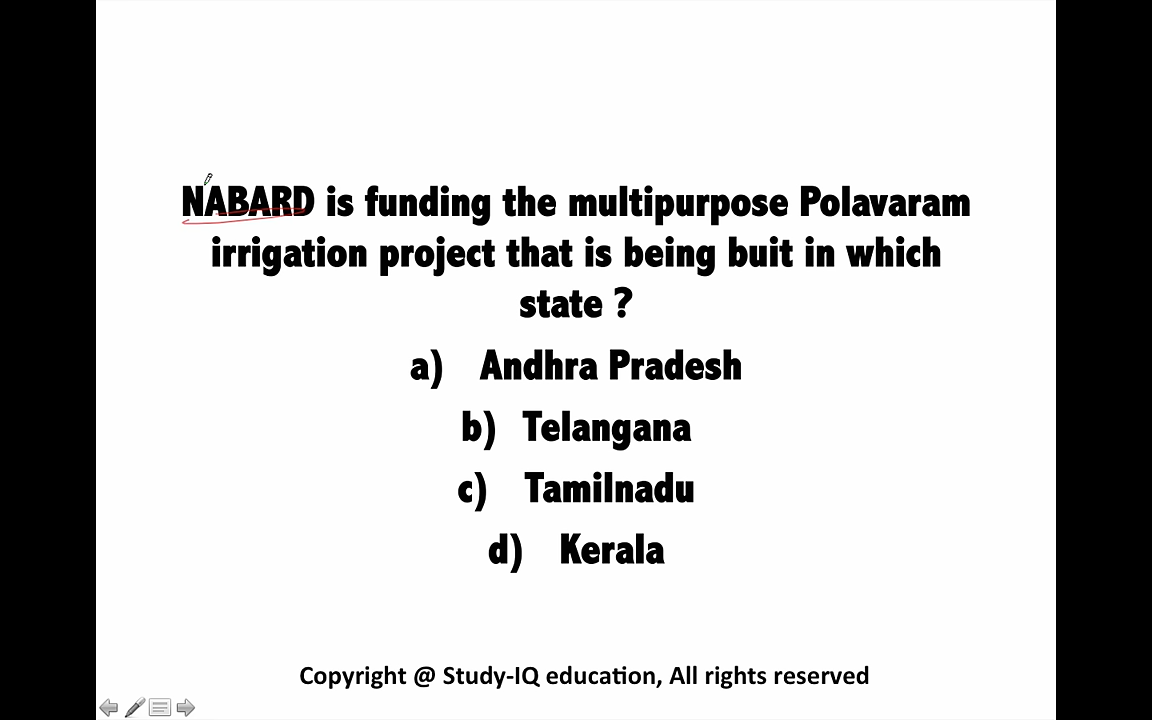 NABARD is funding the multipurpose Polavaram
irrigation project that is being buit in which
state ?
a) Andhra Pradesh
b) Telangana
c) Tamilnadu
d) Kerala
Copyright @ Study-IQ education, All rights reserved